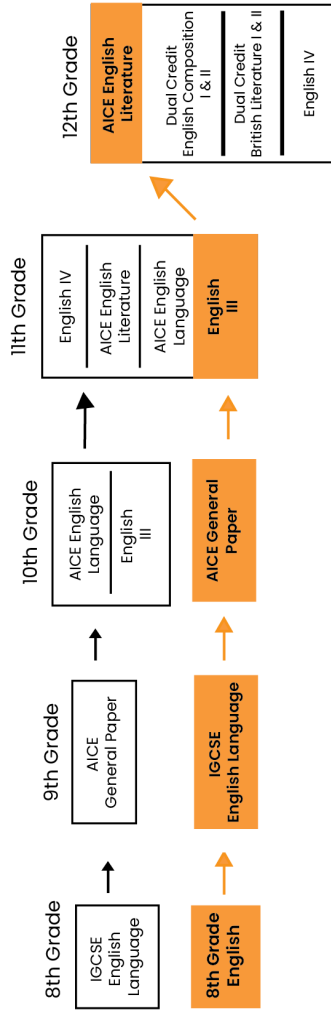 8th Grade
IGCSE
English
Language
8th Grade
English
9th Grade
AICE
General Paper
IGCSE
English Language
10th Grade
AICE English
Language
English
III
AICE General
Paper
11th Grade
English IV
AICE English
Literature
AICE English
Language
English
III
12th Grade
AICE English
Literature
Dual Credit
English Composition
I & II
Dual Credit
British Literature I & II
English IV